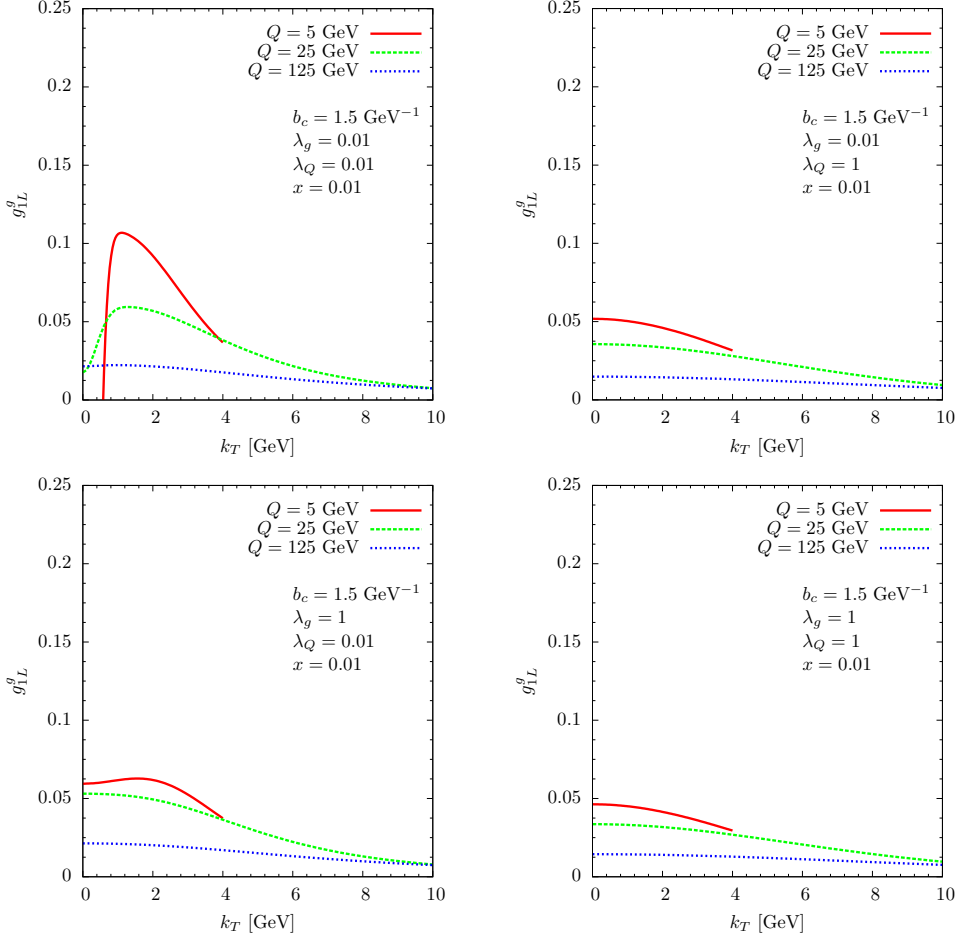 0.25
0.2
0.15
0.1
0.05
0
g_{1L}^g
Q = 5 GeV
Q = 25 GeV
Q = 125 GeV
b_c = 1.5 GeV^{-1}
λ_g = 0.01
λ_Q = 0.01
x = 0.01
0 2 4 6 8 10
k_T [GeV]
0.25
0.2
0.15
0.1
0.05
0
g_{1L}^g
Q = 5 GeV
Q = 25 GeV
Q = 125 GeV
b_c = 1.5 GeV^{-1}
λ_g = 0.01
λ_Q = 1
x = 0.01
0 2 4 6 8 10
k_T [GeV]
0.25
0.2
0.15
0.1
0.05
0
g_{1L}^g
Q = 5 GeV
Q = 25 GeV
Q = 125 GeV
b_c = 1.5 GeV^{-1}
λ_g = 1
λ_Q = 0.01
x = 0.01
0 2 4 6 8 10
k_T [GeV]
0.25
0.2
0.15
0.1
0.05
0
g_{1L}^g
Q = 5 GeV
Q = 25 GeV
Q = 125 GeV
b_c = 1.5 GeV^{-1}
λ_g = 1
λ_Q = 1
x = 0.01
0 2 4 6 8 10
k_T [GeV]